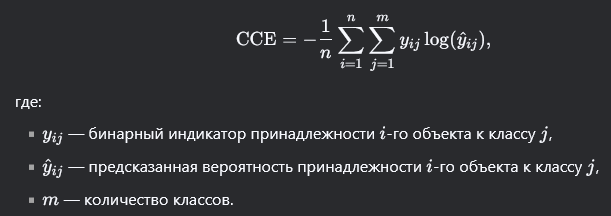 CCE = −\frac{1}{n} \sum_{i=1}^{n} \sum_{j=1}^{m} y_{ij} \log(\hat{y}_{ij}),
где:
▪ y_{ij} — бинарный индикатор принадлежности i-го объекта к классу j,
▪ \hat{y}_{ij} — предсказанная вероятность принадлежности i-го объекта к классу j,
▪ m — количество классов.